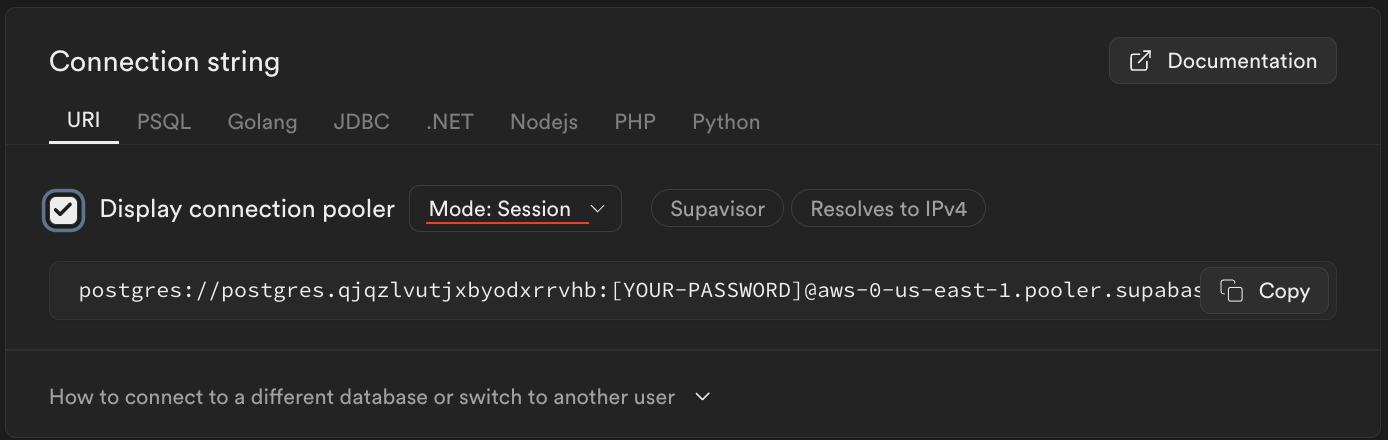 Connection string
Documentation
URI PSQL Golang JDBC .NET Nodejs PHP Python
Display connection pooler Mode: Session Supavisor Resolves to IPv4
postgres://postgres.qjqzlvutjxbyodxrrvhb:[YOUR-PASSWORD]@aws-0-us-east-1.pooler.supabas Copy
How to connect to a different database or switch to another user